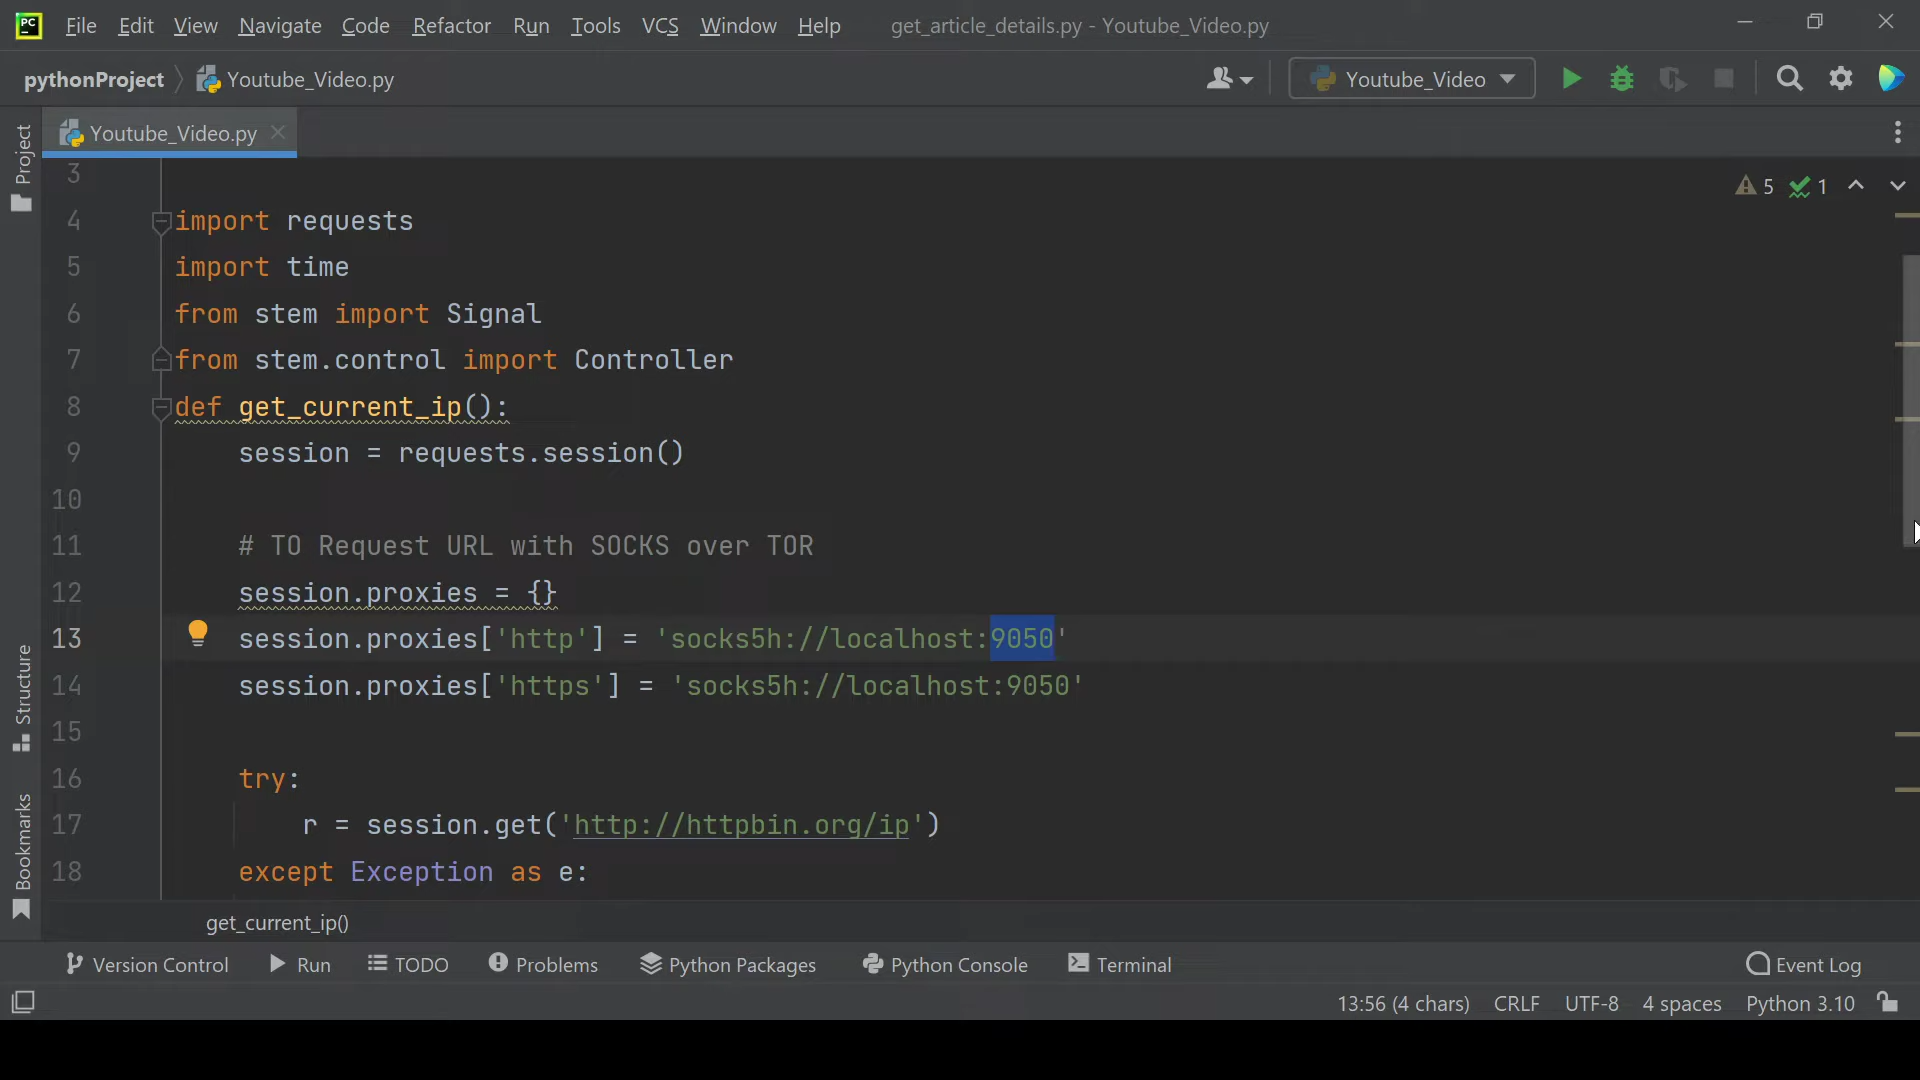 PC File Edit View Navigate Code Refactor Run Tools VCS Window Help get_article_details.py - Youtube_Video.py
pythonProject Youtube_Video.py Youtube_Video
Youtube_Video.py
Project
Structure
Bookmarks
5 1
3
4 import requests
5 import time
6 from stem import Signal
7 from stem.control import Controller
8 def get_current_ip():
9 session = requests.session()
10
11 # TO Request URL with SOCKS over TOR
12 session.proxies = {}
13 session.proxies['http'] = 'socks5h://localhost:9050'
14 session.proxies['https'] = 'socks5h://localhost:9050'
15
16 try:
17 r = session.get('http://httpbin.org/ip')
18 except Exception as e:
get_current_ip()
Version Control Run TODO Problems Python Packages Python Console Terminal Event Log
13:56 (4 chars) CRLF UTF-8 4 spaces Python 3.10